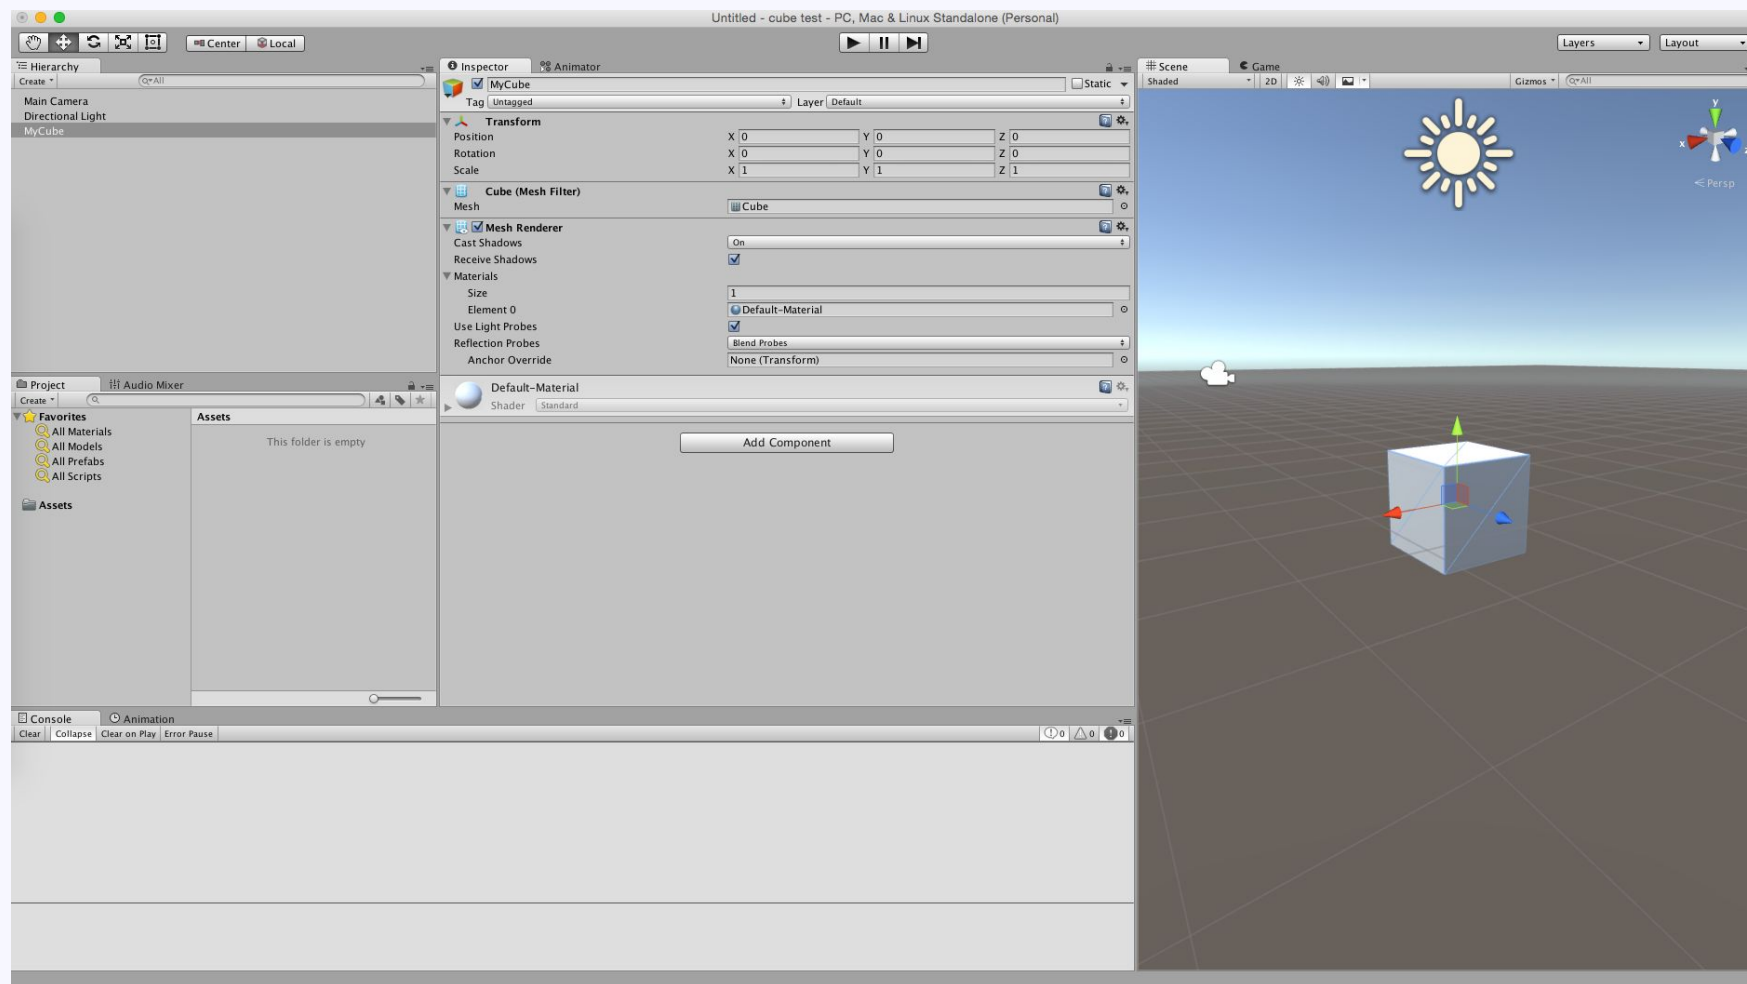 Untitled - cube test - PC, Mac & Linux Standalone (Personal)
Center Local
Layers Layout
Hierarchy
Create All
Main Camera
Directional Light
MyCube
Inspector Animator
MyCube Static
Tag Untagged Layer Default
Transform
Position X 0 Y 0 Z 0
Rotation X 0 Y 0 Z 0
Scale X 1 Y 1 Z 1
Cube (Mesh Filter)
Mesh Cube
Mesh Renderer
Cast Shadows On
Receive Shadows
Materials
Size 1
Element 0 Default-Material
Use Light Probes
Reflection Probes Blend Probes
Anchor Override None (Transform)
Default-Material
Shader Standard
Add Component
Scene Game
Shaded 2D Gizmos All
y
x
z
Persp
Project Audio Mixer
Create
Favorites
All Materials
All Models
All Prefabs
All Scripts
Assets
Assets
This folder is empty
Console Animation
Clear Collapse Clear on Play Error Pause 0 0 0